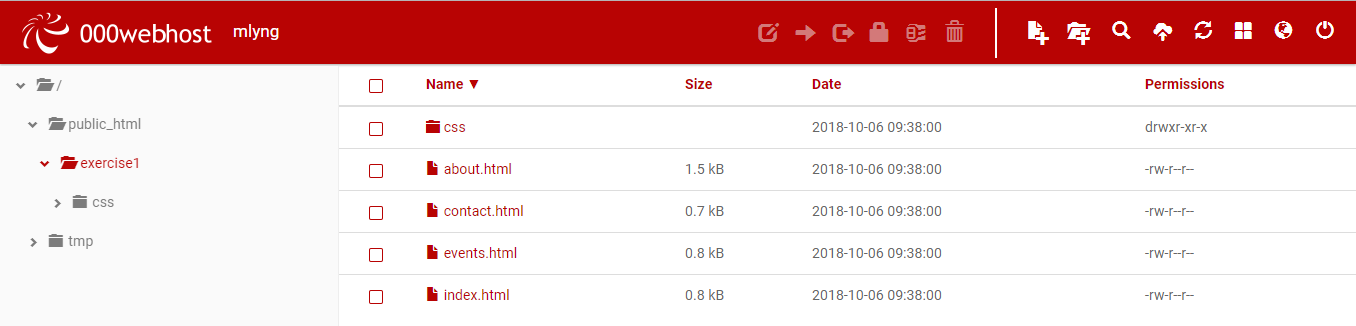 000webhost mlyng
/
public_html
exercise1
css
tmp
Name ▼ Size Date Permissions
css 2018-10-06 09:38:00 drwxr-xr-x
about.html 1.5 kB 2018-10-06 09:38:00 -rw-r--r--
contact.html 0.7 kB 2018-10-06 09:38:00 -rw-r--r--
events.html 0.8 kB 2018-10-06 09:38:00 -rw-r--r--
index.html 0.8 kB 2018-10-06 09:38:00 -rw-r--r--